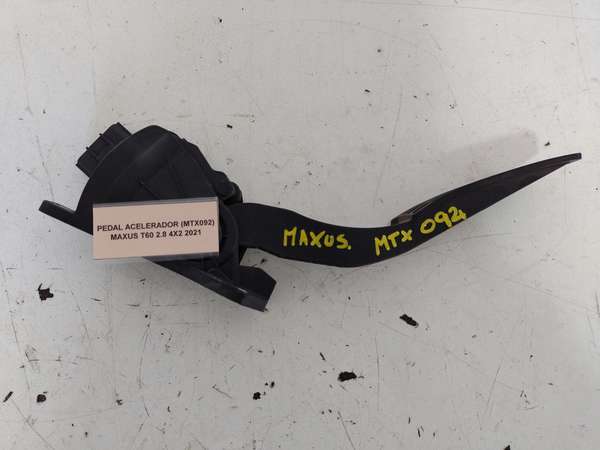 PEDAL ACELERADOR (MTX092)
MAXUS T60 2.8 4X2 2021
MAXUS. MTX 092